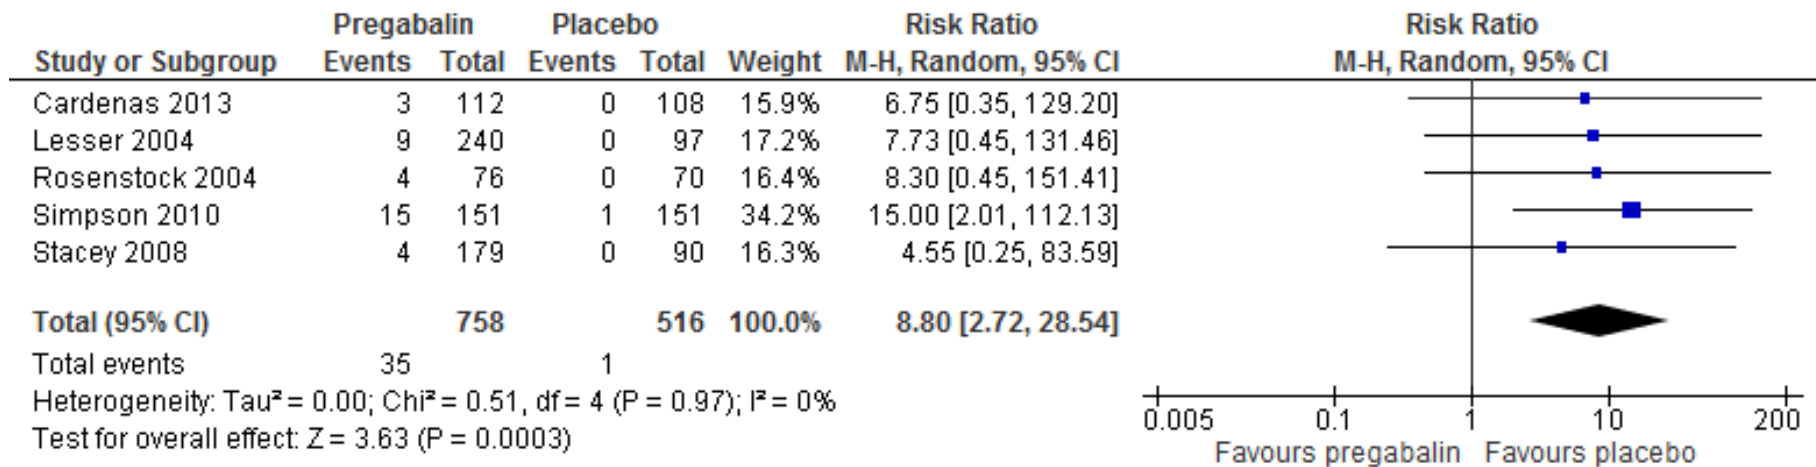 Pregabalin Placebo Risk Ratio Risk Ratio
Study or Subgroup Events Total Events Total Weight M-H, Random, 95% CI M-H, Random, 95% CI
Cardenas 2013 3 112 0 108 15.9% 6.75 [0.35, 129.20]
Lesser 2004 9 240 0 97 17.2% 7.73 [0.45, 131.46]
Rosenstock 2004 4 76 0 70 16.4% 8.30 [0.45, 151.41]
Simpson 2010 15 151 1 151 34.2% 15.00 [2.01, 112.13]
Stacey 2008 4 179 0 90 16.3% 4.55 [0.25, 83.59]
Total (95% CI) 758 516 100.0% 8.80 [2.72, 28.54]
Total events 35 1
Heterogeneity: Tau² = 0.00; Chi² = 0.51, df = 4 (P = 0.97); I² = 0%
Test for overall effect: Z = 3.63 (P = 0.0003)
0.005 0.1 1 10 200
Favours pregabalin Favours placebo